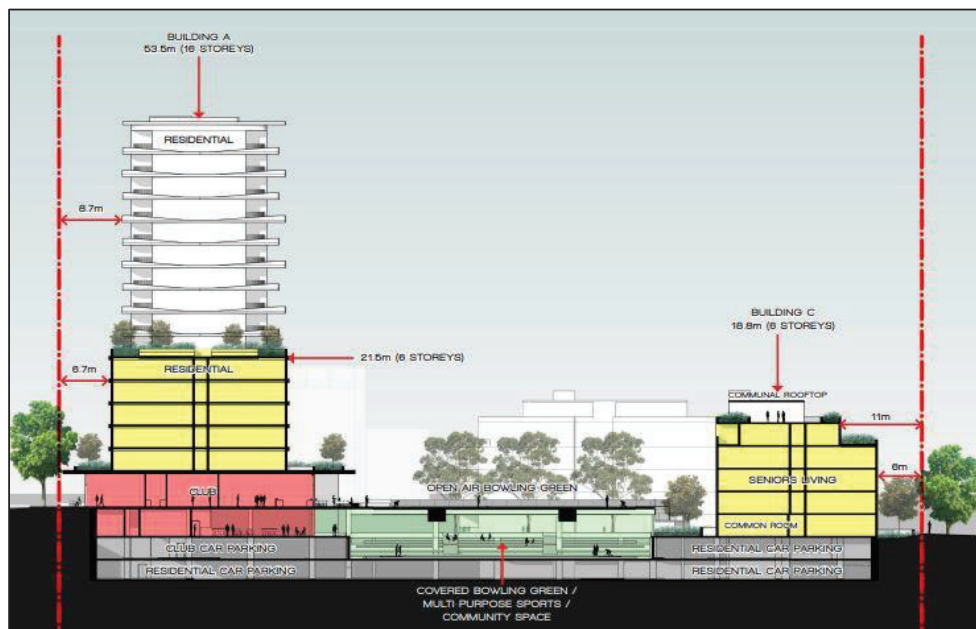 BUILDING A
53.5m (16 STOREYS)
RESIDENTIAL
8.7m
BUILDING C
18.8m (6 STOREYS)
21.5m (6 STOREYS)
RESIDENTIAL
6.7m
COMMUNAL ROOFTOP
11m
6m
CLUB
OPEN AIR BOWLING GREEN
SENIORS LIVING
COMMON ROOM
CLUB CAR PARKING
RESIDENTIAL CAR PARKING
RESIDENTIAL CAR PARKING
RESIDENTIAL CAR PARKING
COVERED BOWLING GREEN /
MULTI PURPOSE SPORTS /
COMMUNITY SPACE